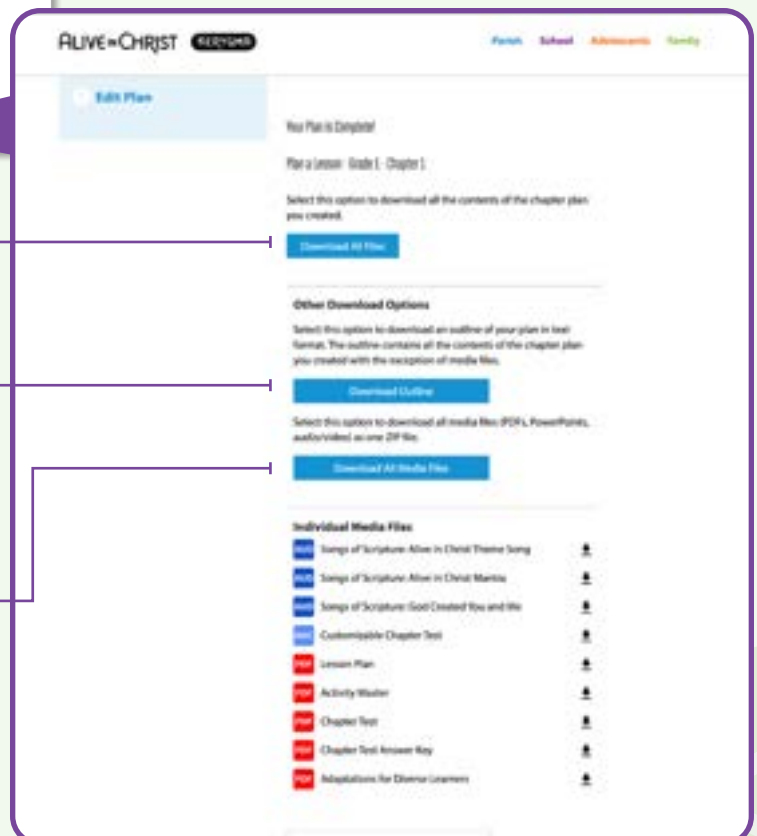 ALIVE IN CHRIST
Parish School Adolescents Family
Edit Plan
Your Plan is Complete!
Plan a Lesson - Grade 1 - Chapter 1
Select this option to download all the contents of the chapter plan
you created.
Download All Files
Other Download Options
Select this option to download an outline of your plan in text
format. The outline contains all the contents of the chapter plan
you created with the exception of media files.
Download Outline
Select this option to download all media files (PDFs, PowerPoints,
audio/video) as one ZIP file.
Download All Media Files
Individual Media Files
AUD Songs of Scripture: Alive in Christ Theme Song
AUD Songs of Scripture: Alive in Christ Mantra
AUD Songs of Scripture: God Created You and Me
DOC Customizable Chapter Test
PDF Lesson Plan
PDF Activity Master
PDF Chapter Test
PDF Chapter Test Answer Key
PDF Adaptations for Diverse Learners